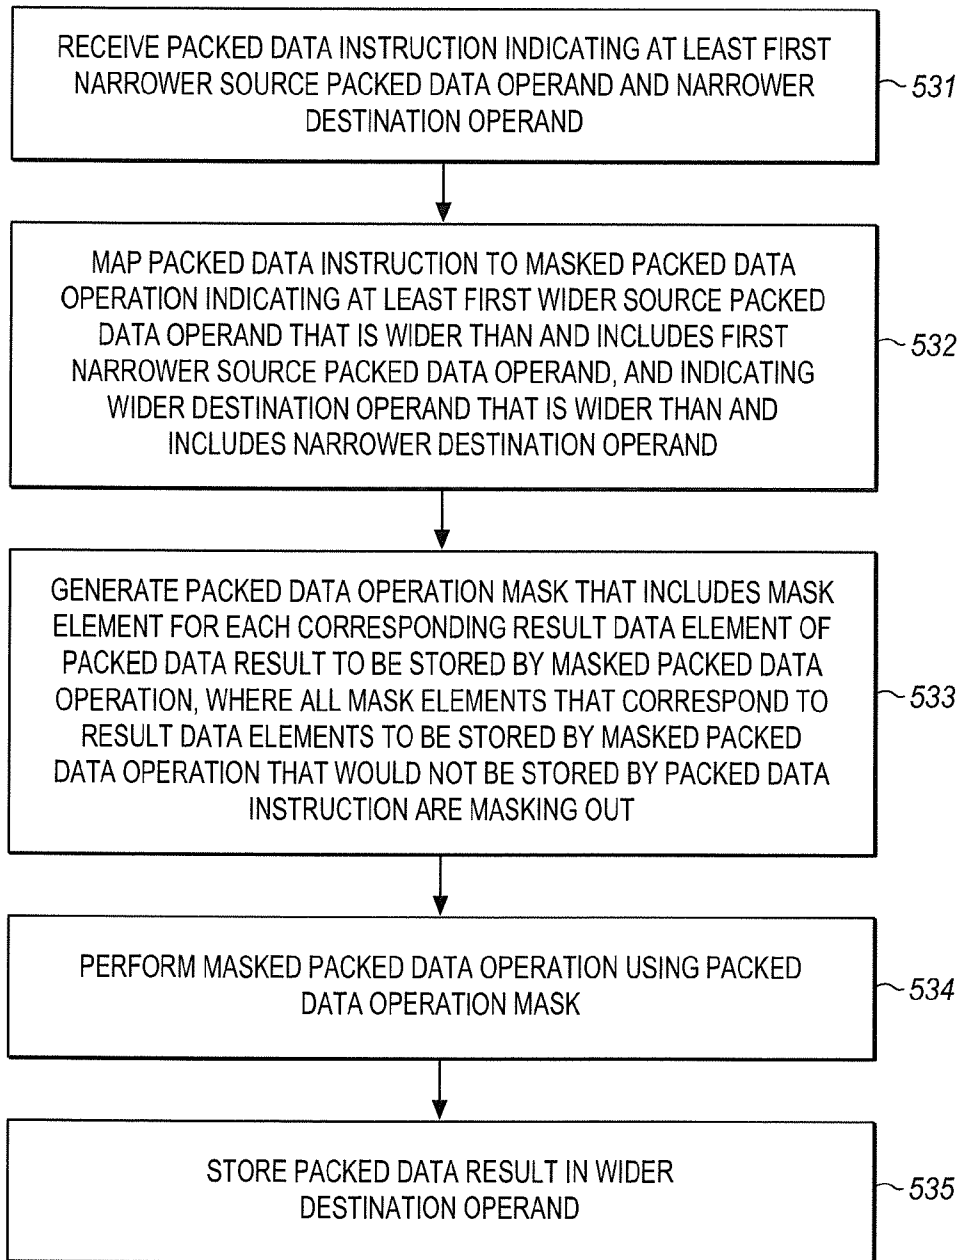 RECEIVE PACKED DATA INSTRUCTION INDICATING AT LEAST FIRST
NARROWER SOURCE PACKED DATA OPERAND AND NARROWER
DESTINATION OPERAND
531
MAP PACKED DATA INSTRUCTION TO MASKED PACKED DATA
OPERATION INDICATING AT LEAST FIRST WIDER SOURCE PACKED
DATA OPERAND THAT IS WIDER THAN AND INCLUDES FIRST
NARROWER SOURCE PACKED DATA OPERAND, AND INDICATING
WIDER DESTINATION OPERAND THAT IS WIDER THAN AND
INCLUDES NARROWER DESTINATION OPERAND
532
GENERATE PACKED DATA OPERATION MASK THAT INCLUDES MASK
ELEMENT FOR EACH CORRESPONDING RESULT DATA ELEMENT OF
PACKED DATA RESULT TO BE STORED BY MASKED PACKED DATA
OPERATION, WHERE ALL MASK ELEMENTS THAT CORRESPOND TO
RESULT DATA ELEMENTS TO BE STORED BY MASKED PACKED
DATA OPERATION THAT WOULD NOT BE STORED BY PACKED DATA
INSTRUCTION ARE MASKING OUT
533
PERFORM MASKED PACKED DATA OPERATION USING PACKED
DATA OPERATION MASK
534
STORE PACKED DATA RESULT IN WIDER
DESTINATION OPERAND
535